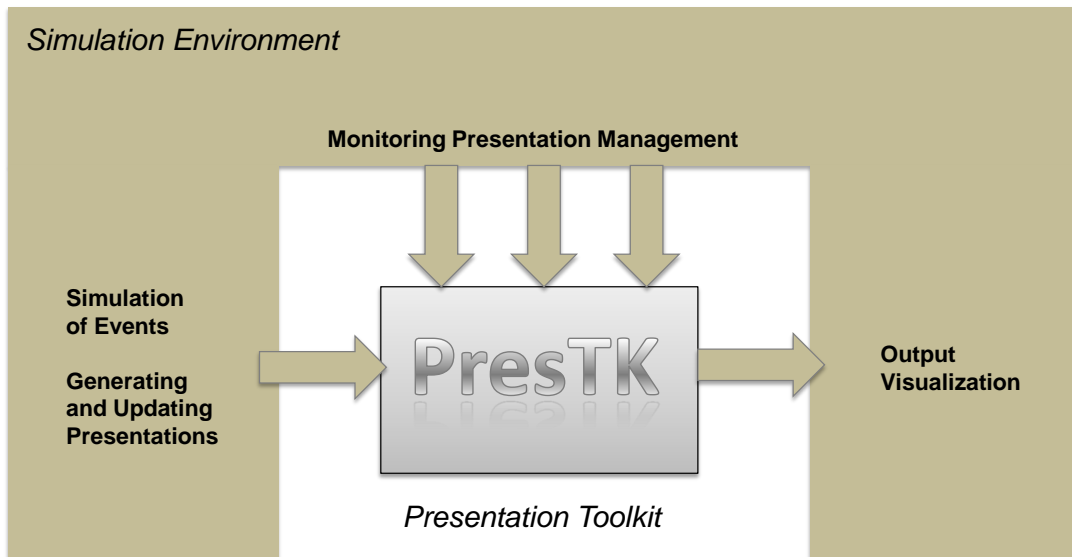 Simulation Environment
Monitoring Presentation Management
Simulation
of Events
Generating
and Updating
Presentations
PresTK
Output
Visualization
Presentation Toolkit